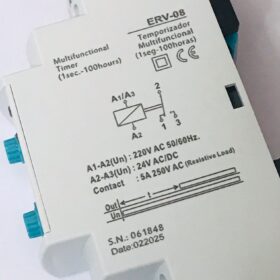 ERV-08
Multifunctional
Timer
(1sec.-100hours)
Temporizador
Multifuncional
(1seg-100horas)
CE
A1/A3
2
A2
1
3
A1-A2(Un) : 220V AC 50/60Hz.
A2-A3(Un) : 24V AC/DC
Contact : 5A 250V AC (Resistive Load)
t
Out
Un
S.N.: 061848
Date:022025